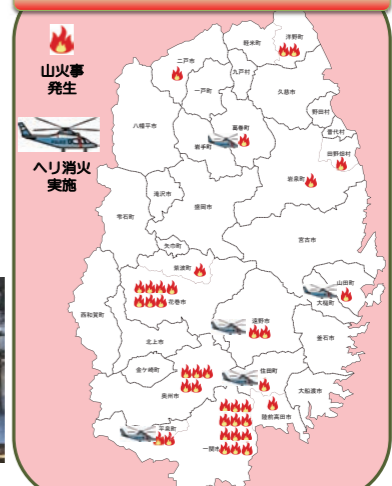 山火事
発生
ヘリ消火
実施
洋野町
軽米町
二戸市
九戸村
一戸町
久慈市
野田村
八幡平市
葛巻町
普代村
岩手町
田野畑村
岩泉町
滝沢市
盛岡市
雫石町
宮古市
矢巾町
紫波町
山田町
大槌町
花巻市
遠野市
西和賀町
釜石市
北上市
金ケ崎町
住田町
奥州市
大船渡市
陸前高田市
平泉町
一関市